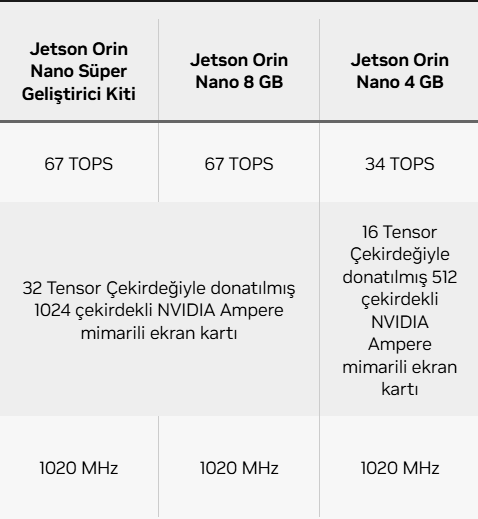 Jetson Orin
Nano Süper
Geliştirici Kiti
Jetson Orin
Nano 8 GB
Jetson Orin
Nano 4 GB
67 TOPS
67 TOPS
34 TOPS
32 Tensor Çekirdeğiyle donatılmış
1024 çekirdekli NVIDIA Ampere
mimarili ekran kartı
16 Tensor
Çekirdeğiyle
donatılmış 512
çekirdekli
NVIDIA
Ampere
mimarili ekran
kartı
1020 MHz
1020 MHz
1020 MHz